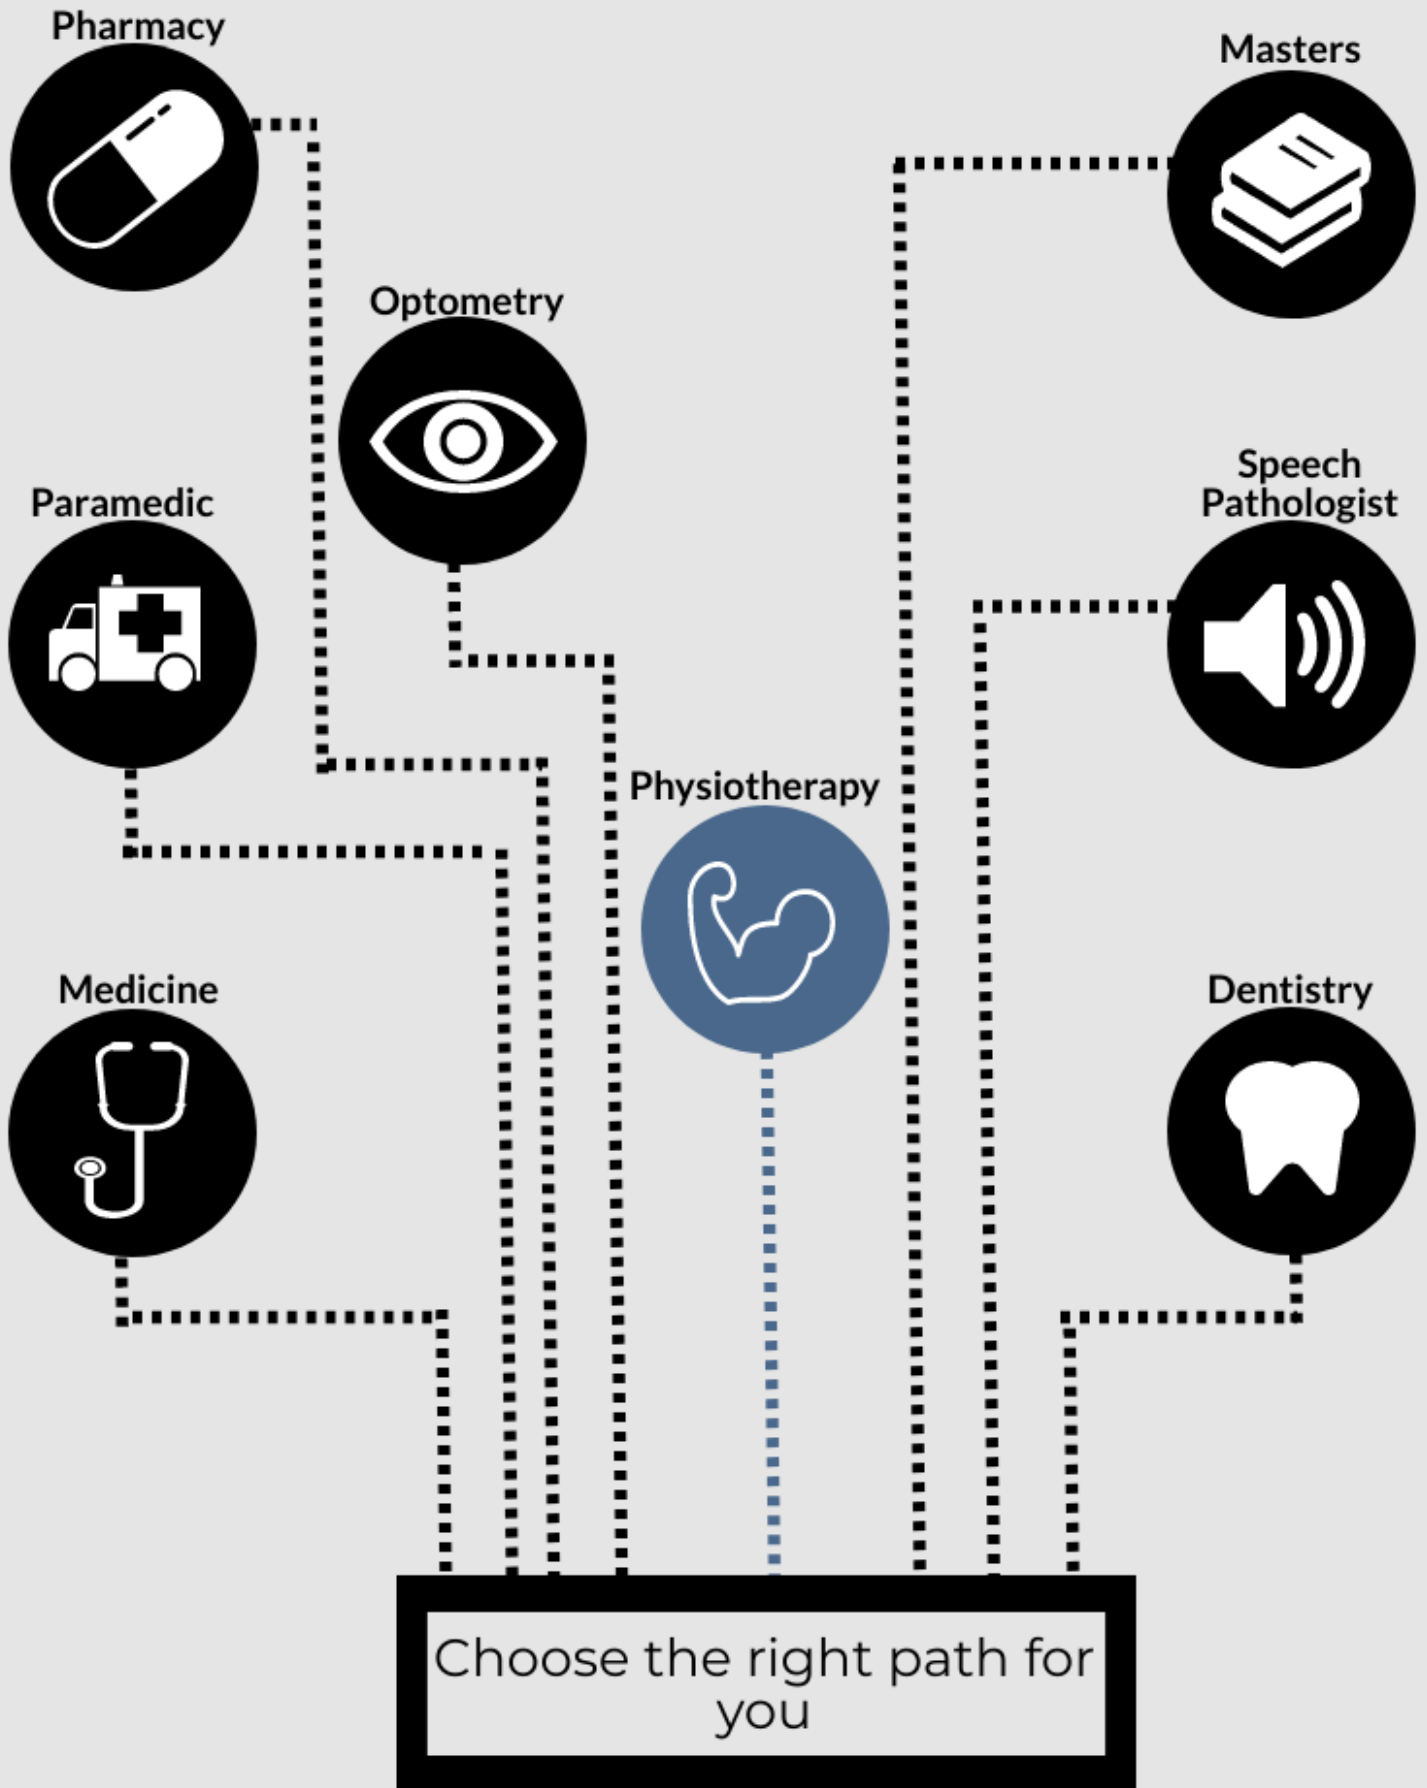 Pharmacy
Masters
Optometry
Speech
Pathologist
Paramedic
Physiotherapy
Medicine
Dentistry
Choose the right path for
you